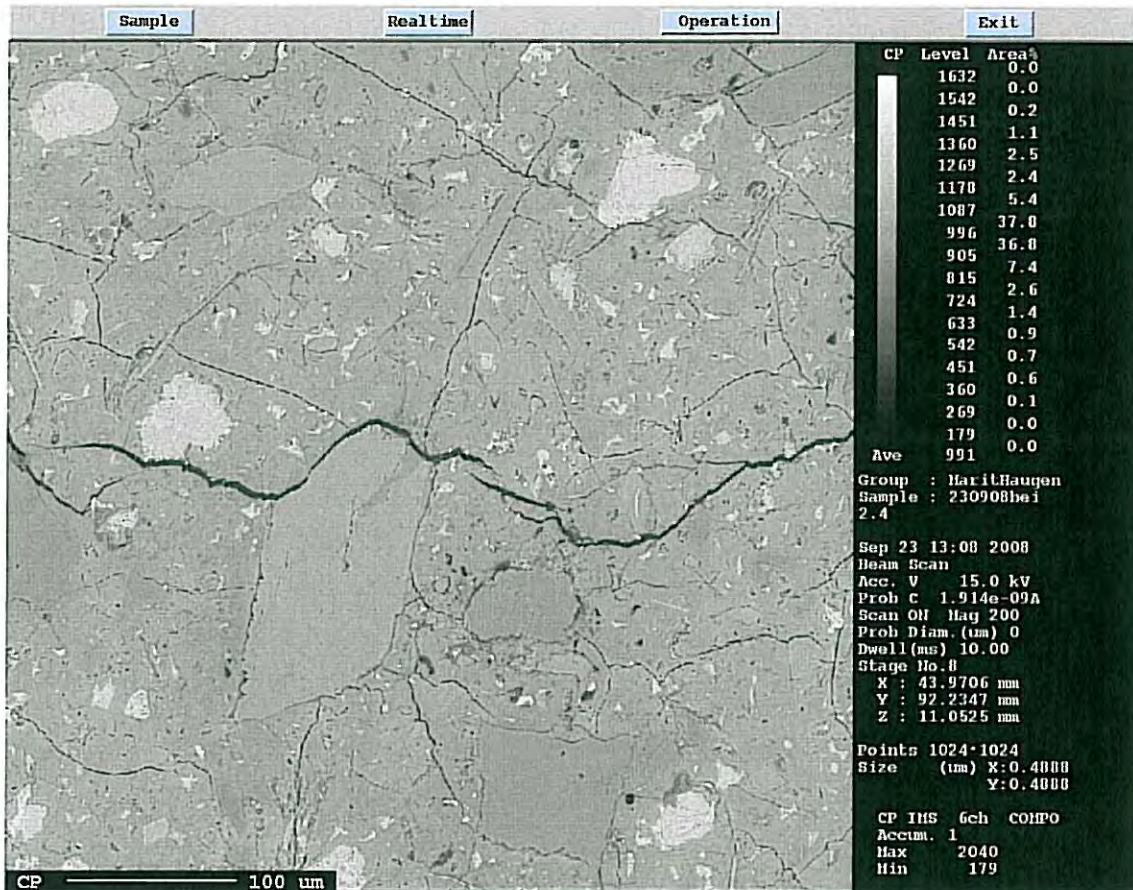 Sample Realtime Operation Exit
CP Level Area%
0.0
1632
0.0
1542
0.2
1451
1.1
1360
2.5
1269
2.4
1178
5.4
1087
37.8
996
36.8
905
7.4
815
2.6
724
1.4
633
0.9
542
0.7
451
0.6
360
0.1
269
0.0
179
0.0
Ave 991
Group : MaritHaugen
Sample : 230908bei
2.4
Sep 23 13:08 2008
Beam Scan
Acc. V 15.0 kV
Prob C 1.914e-09A
Scan ON Mag 200
Prob Diam.(um) 0
Dwell(ms) 10.00
Stage No.8
X : 43.9706 mm
Y : 92.2347 mm
Z : 11.0525 mm
Points 1024*1024
Size (um) X:0.4888
Y:0.4888
CP IMS 6ch COMPO
Accum. 1
Max 2040
Min 179
CP 100 um